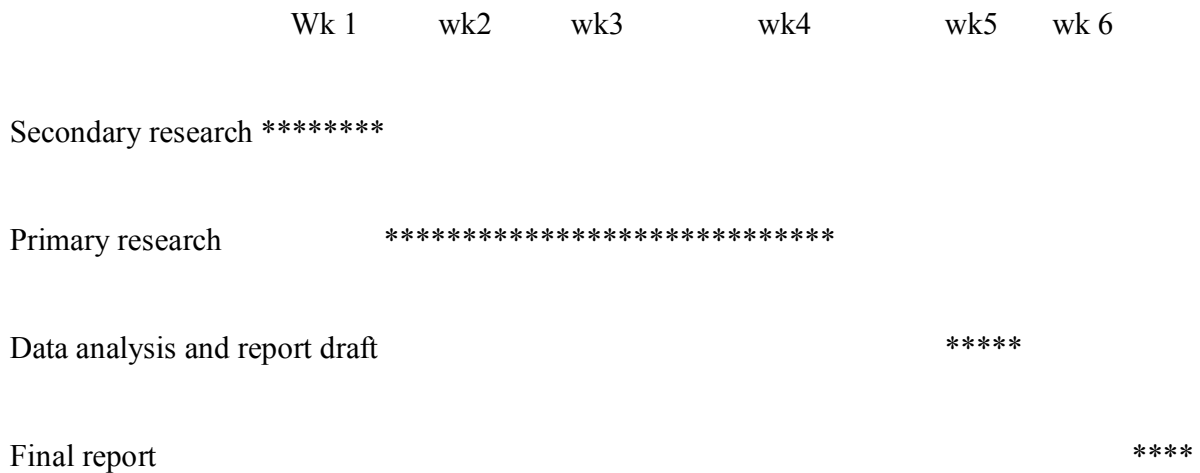 Wk 1 wk2 wk3 wk4 wk5 wk 6
Secondary research ********
Primary research *****************************
Data analysis and report draft *****
Final report ****